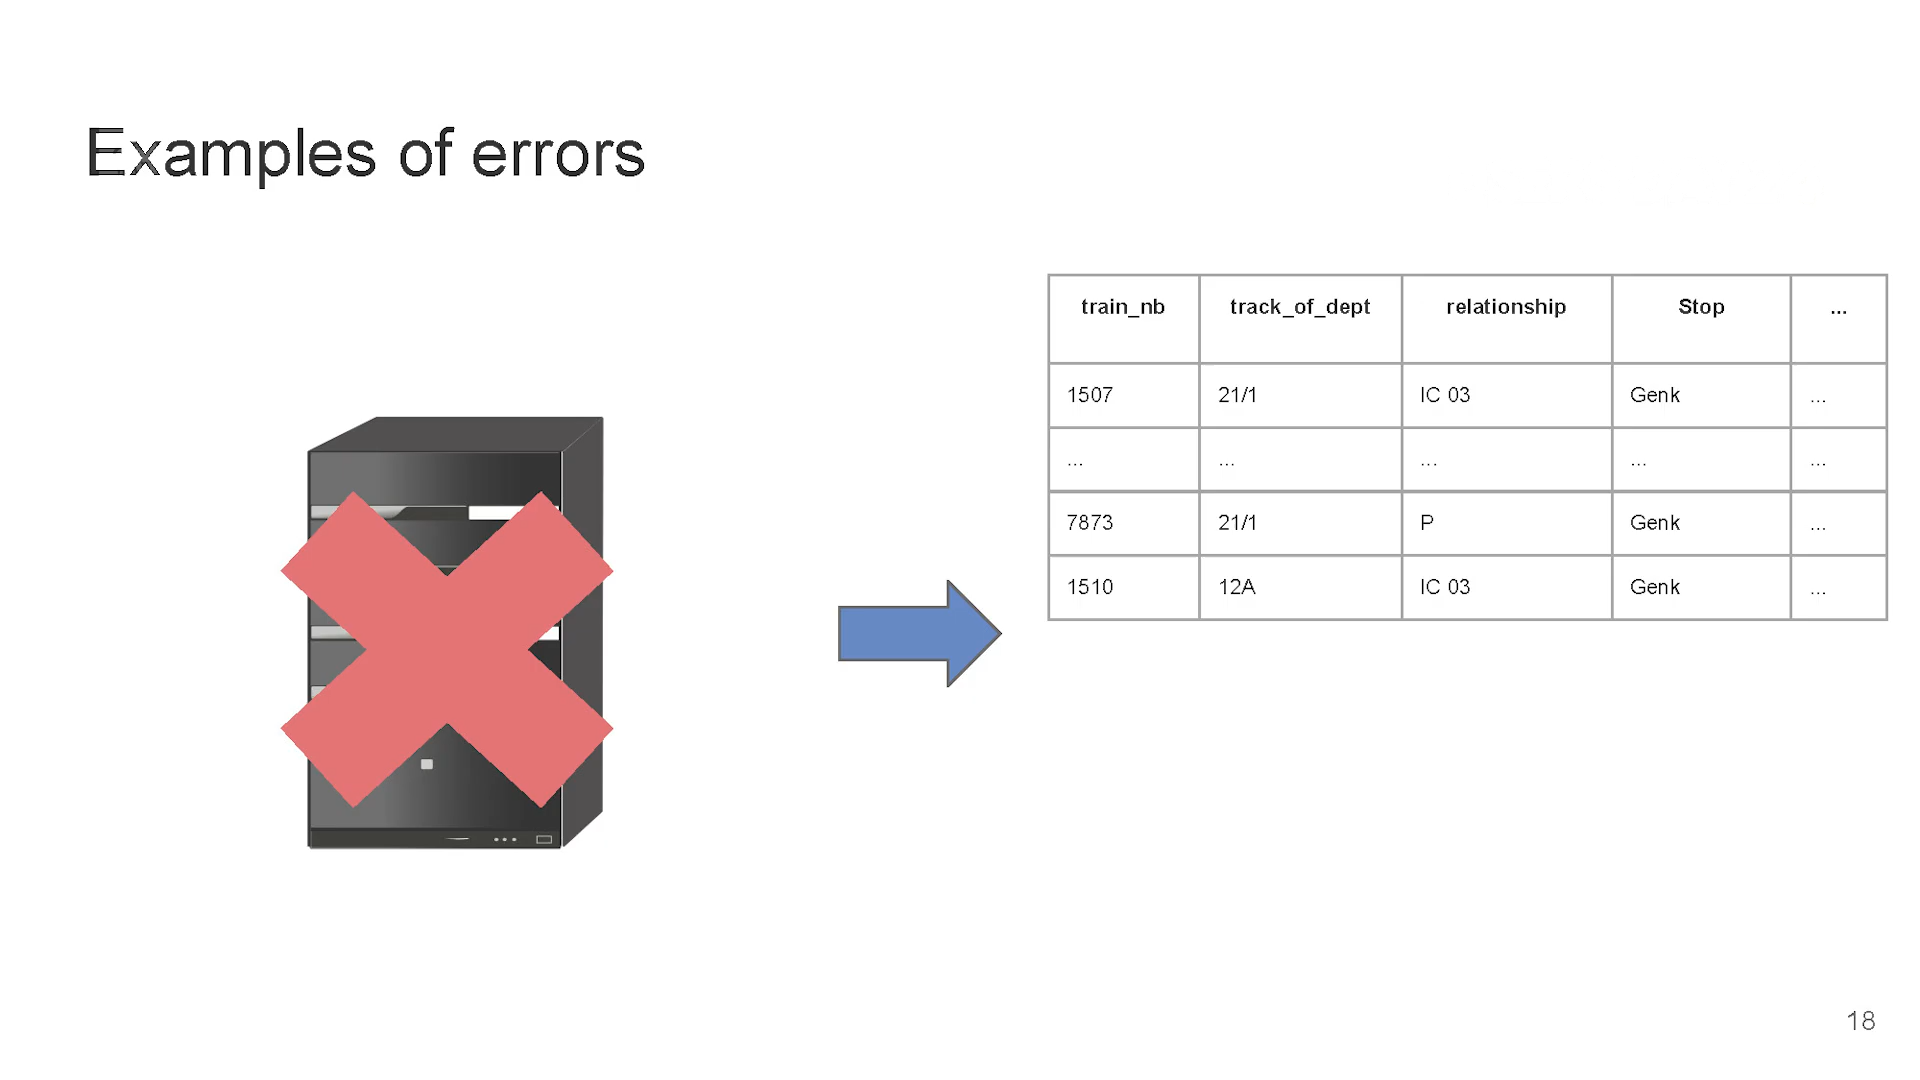 Examples of errors
train_nb track_of_dept relationship Stop ...
1507 21/1 IC 03 Genk ...
... ... ... ... ...
7873 21/1 P Genk ...
1510 12A IC 03 Genk ...
18